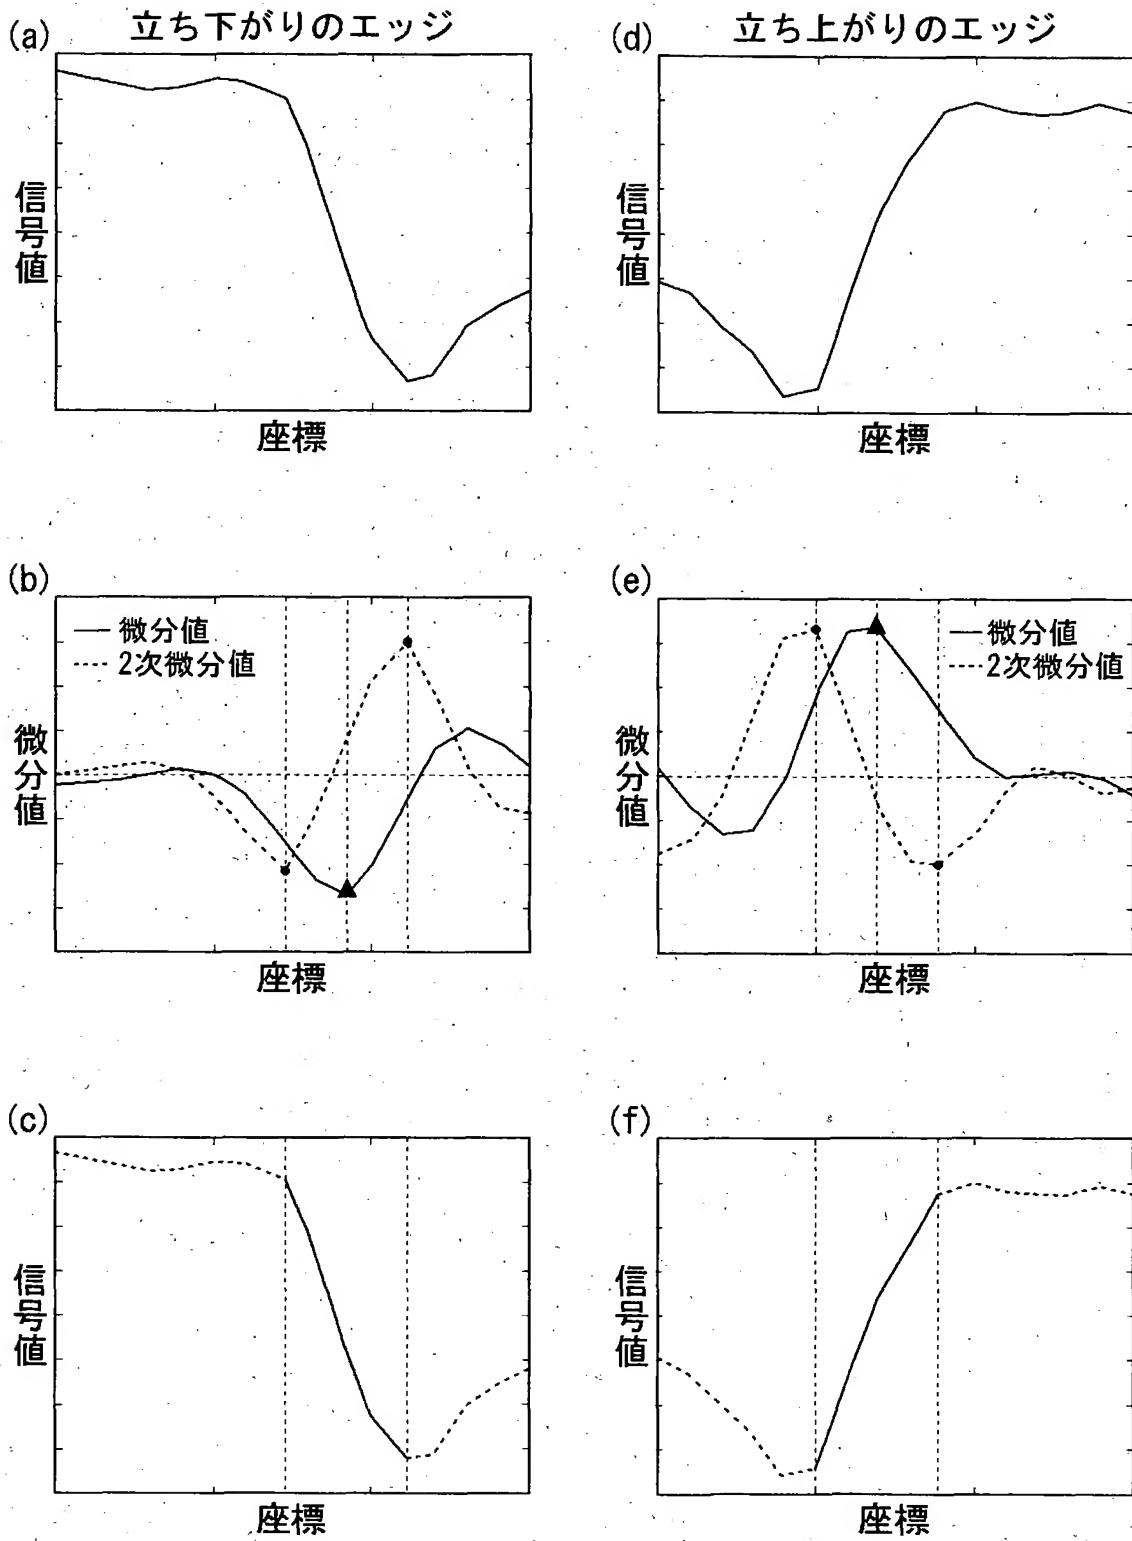 (a) 立ち下がりのエッジ
信号値
座標
(d) 立ち上がりのエッジ
信号値
座標
(b)
微分値
2次微分値
微分値
座標
(e)
微分値
2次微分値
微分値
座標
(c)
信号値
座標
(f)
信号値
座標